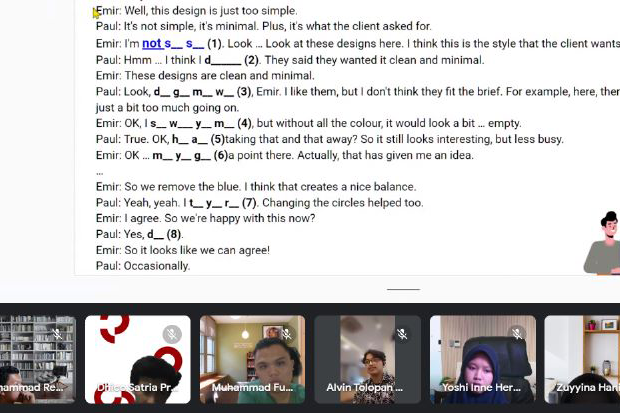 Emir: Well, this design is just too simple.
Paul: It's not simple, it's minimal. Plus, it's what the client asked for.
Emir: I'm not s__ s__ (1). Look ... Look at these designs here. I think this is the style that the client wants
Paul: Hmm ... I think I d_____ (2). They said they wanted it clean and minimal.
Emir: These designs are clean and minimal.
Paul: Look, d__ g__ m__ w__ (3), Emir. I like them, but I don't think they fit the brief. For example, here, ther
just a bit too much going on.
Emir: OK, I s__ w___ y__ m__ (4), but without all the colour, it would look a bit ... empty.
Paul: True. OK, h__ a__ (5)taking that and that away? So it still looks interesting, but less busy.
Emir: OK ... m__ y__ g__ (6)a point there. Actually, that has given me an idea.
...
Emir: So we remove the blue. I think that creates a nice balance.
Paul: Yeah, yeah. I t__ y__ r__ (7). Changing the circles helped too.
Emir: I agree. So we're happy with this now?
Paul: Yes, d__ (8).
Emir: So it looks like we can agree!
Paul: Occasionally.
ammad Re...
Satria Pr...
Muhammad Fu...
Alvin Tolopan ...
Yoshi Inne Her...
Zuyyina Hani